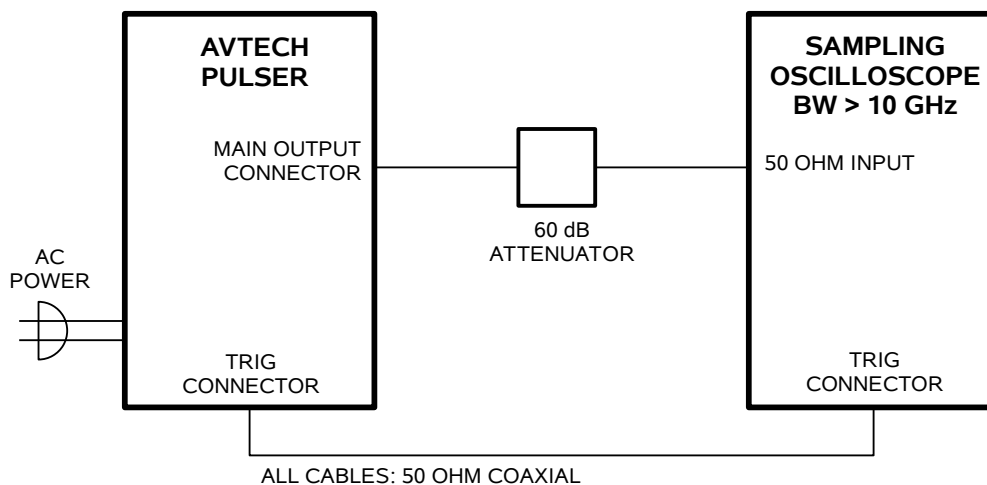 AVTECH
PULSER
SAMPLING
OSCILLOSCOPE
BW > 10 GHz
MAIN OUTPUT
CONNECTOR
50 OHM INPUT
60 dB
ATTENUATOR
AC
POWER
TRIG
CONNECTOR
TRIG
CONNECTOR
ALL CABLES: 50 OHM COAXIAL